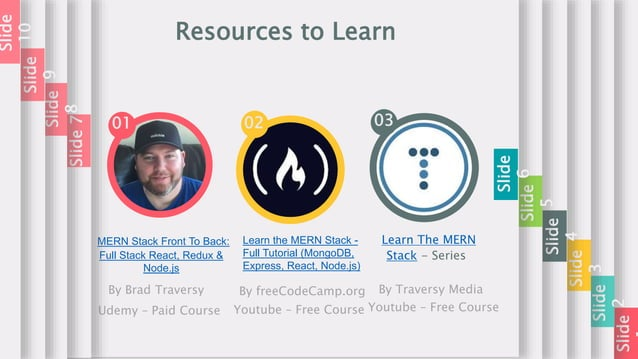 Resources to Learn
01
02
03
MERN Stack Front To Back:
Full Stack React, Redux &
Node.js
By Brad Traversy
Udemy – Paid Course
Learn the MERN Stack -
Full Tutorial (MongoDB,
Express, React, Node.js)
By freeCodeCamp.org
Youtube – Free Course
Learn The MERN
Stack – Series
By Traversy Media
Youtube – Free Course
Slide
10
Slide
9
Slide
8
Slide 7
Slide
6
Slide
5
Slide
4
Slide
3
Slide
2
Slide